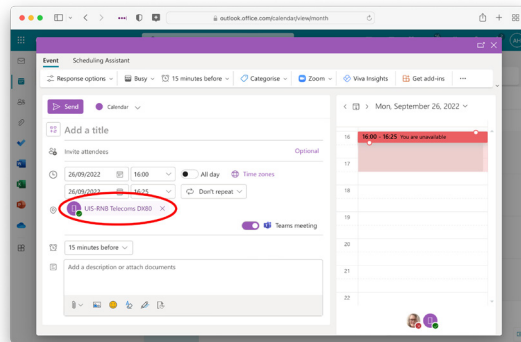 outlook.office.com/calendar/view/month
Event
Scheduling Assistant
Response options
Busy
15 minutes before
Categorise
Zoom
Viva Insights
Get add-ins
Send
Calendar
Mon, September 26, 2022
Add a title
Invite attendees
Optional
26/09/2022
16:00
All day
Time zones
26/09/2022
16:25
Don't repeat
UIS-RNB Telecoms DX80
Teams meeting
15 minutes before
Add a description or attach documents
16
16:00 - 16:25 You are unavailable
17
18
19
20
21
22